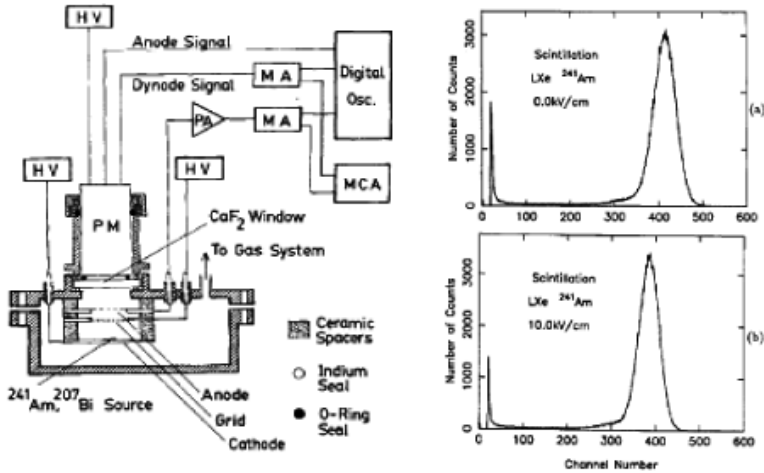 HV
Anode Signal
Dynode Signal
MA
Digital
Osc.
PA
MA
HV
HV
MCA
PM
CaF2 Window
To Gas System
Ceramic
Spacers
Indium
Seal
O-Ring
Seal
241Am, 207Bi Source
Anode
Grid
Cathode
Number of Counts
3000
2000
1000
0
Scintillation
LXe 241Am
0.0kV/cm
(a)
0 100 200 300 400 500 600
Number of Counts
3000
2000
1000
0
Scintillation
LXe 241Am
10.0kV/cm
(b)
0 100 200 300 400 500 600
Channel Number